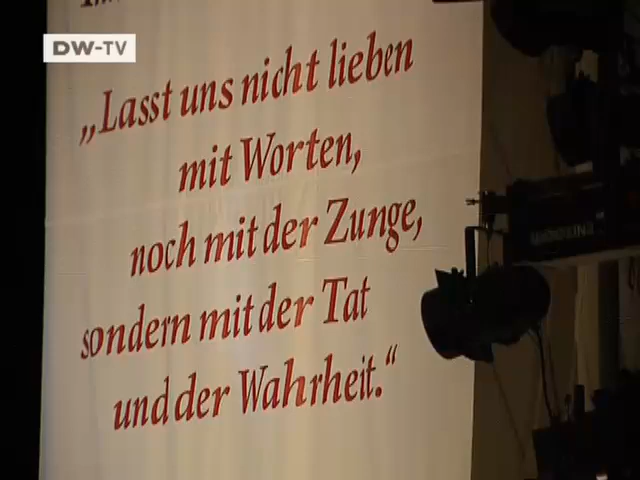 DW-TV
„Lasst uns nicht lieben
mit Worten,
noch mit der Zunge,
sondern mit der Tat
und der Wahrheit.“